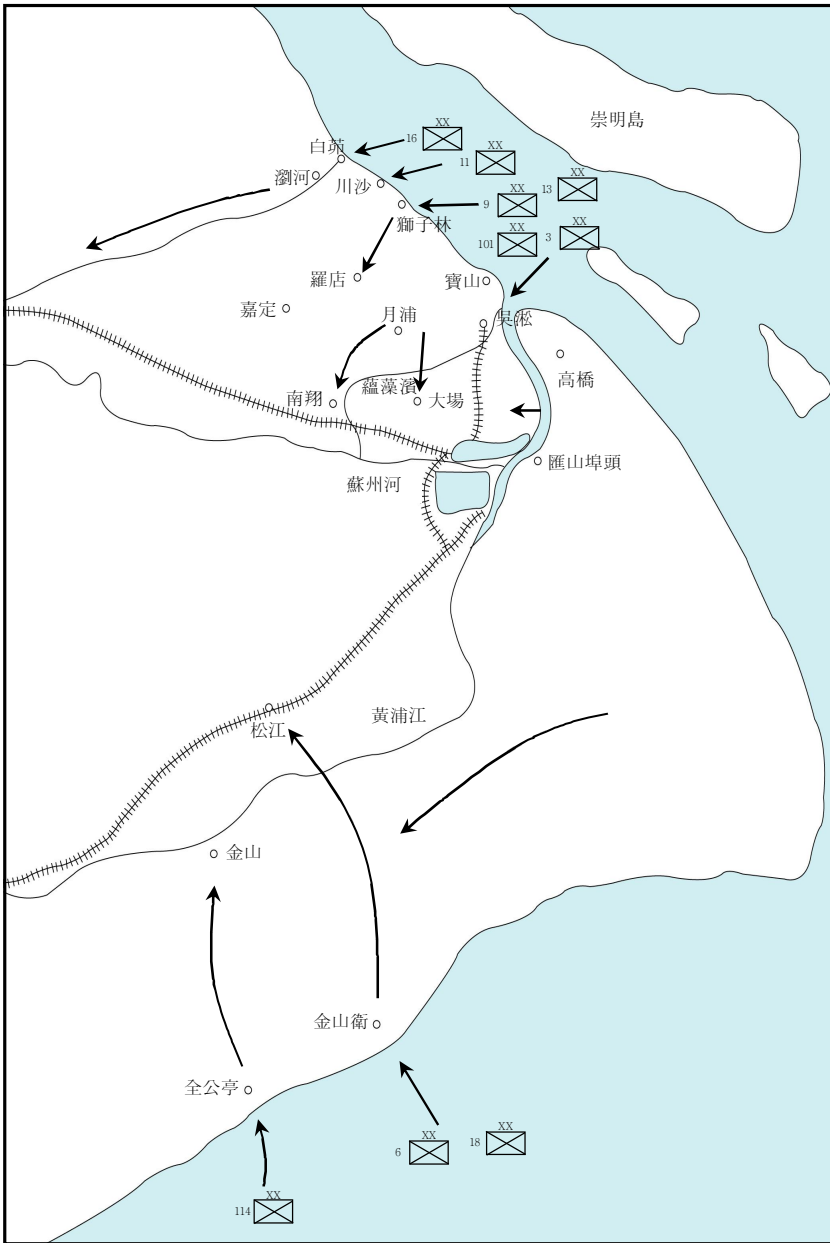 崇明島
XX
16
白茆
XX
11
瀏河
川沙
XX
13
XX
9
獅子林
XX
101
XX
3
羅店
寶山
嘉定
月浦
吳淞
高橋
蘊藻濱
南翔
大場
匯山埠頭
蘇州河
黃浦江
松江
金山
金山衛
全公亭
XX
6
XX
18
XX
114